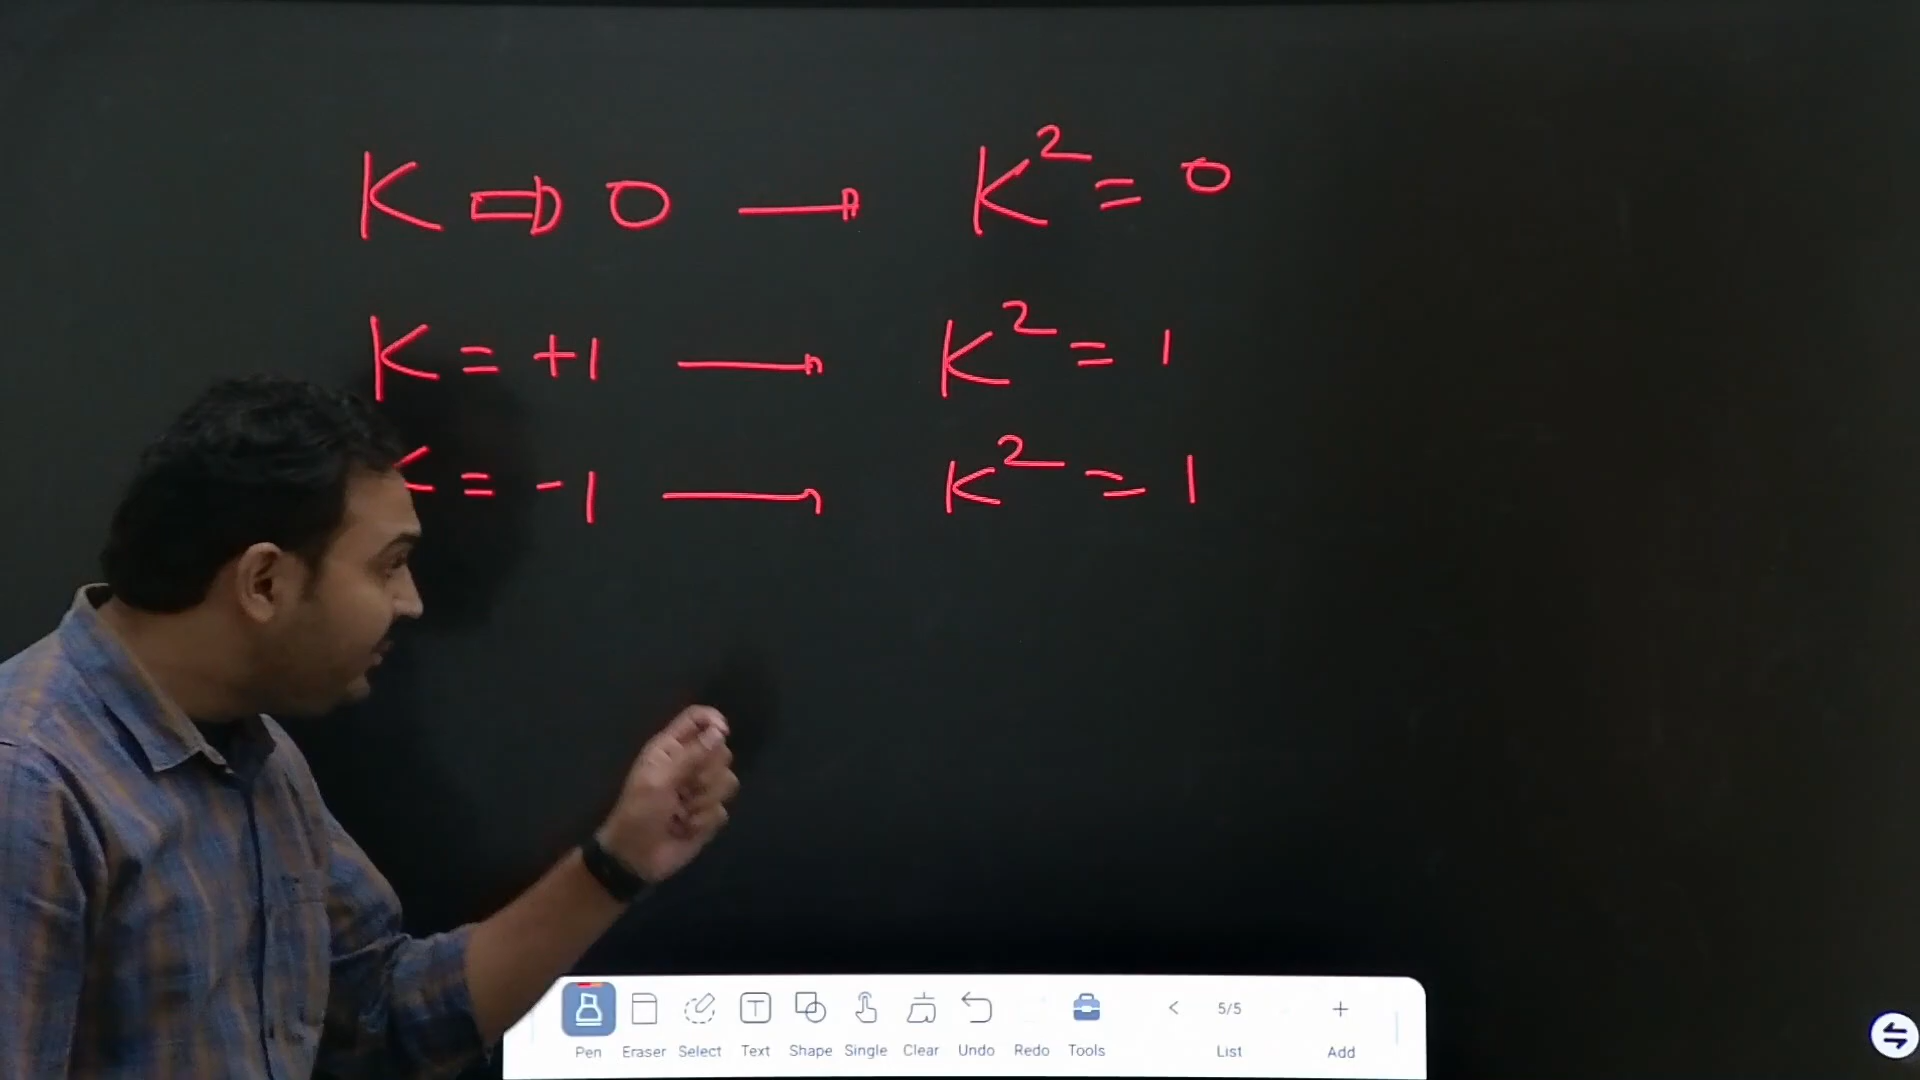 K ⇒ 0 → K² = 0
K = +1 → K² = 1
K = -1 → K² = 1
Pen Eraser Select Text Shape Single Clear Undo Redo Tools < 5/5 List + Add